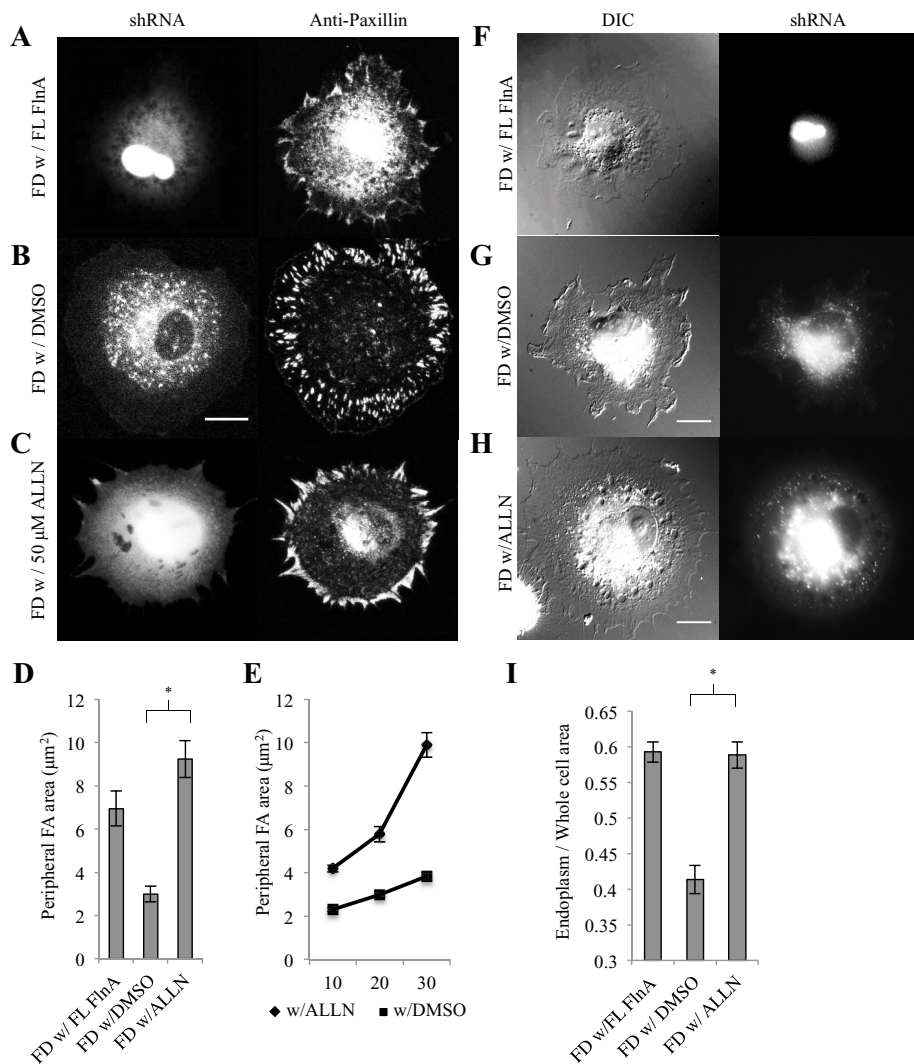 shRNA
Anti-Paxillin
A
FD w / FL FlnA
B
FD w / DMSO
C
FD w / 50 µM ALLN
DIC
shRNA
F
FD w/ FL FlnA
G
FD w/DMSO
H
FD w/ALLN
D
*
Peripheral FA area (µm²)
12
10
8
6
4
2
0
FD w/ FL FlnA
FD w/DMSO
FD w/ALLN
E
Peripheral FA area (µm²)
12
10
8
6
4
2
0
10 20 30
w/ALLN w/DMSO
I
*
Endoplasm / Whole cell area
0.65
0.6
0.55
0.5
0.45
0.4
0.35
0.3
FD w/FL FlnA
FD w/ DMSO
FD w/ ALLN